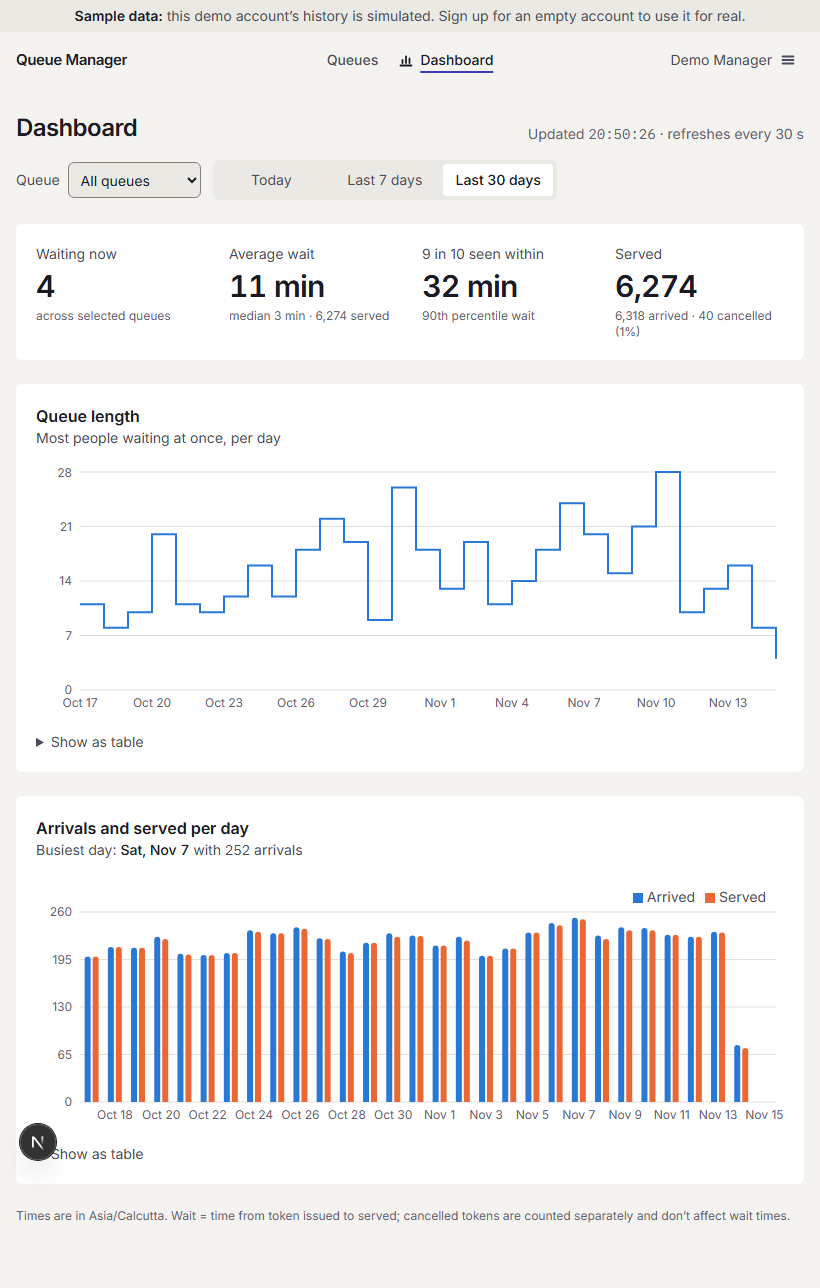 Sample data: this demo account’s history is simulated. Sign up for an empty account to use it for real.
Queue Manager
Queues
Dashboard
Demo Manager
Dashboard
Updated 20:50:26 · refreshes every 30 s
Queue
All queues
Today
Last 7 days
Last 30 days
Waiting now
4
across selected queues
Average wait
11 min
median 3 min · 6,274 served
9 in 10 seen within
32 min
90th percentile wait
Served
6,274
6,318 arrived · 40 cancelled
(1%)
Queue length
Most people waiting at once, per day
28
21
14
7
0
Oct 17 Oct 20 Oct 23 Oct 26 Oct 29 Nov 1 Nov 4 Nov 7 Nov 10 Nov 13
Show as table
Arrivals and served per day
Busiest day: Sat, Nov 7 with 252 arrivals
Arrived Served
260
195
130
65
0
Oct 18 Oct 20 Oct 22 Oct 24 Oct 26 Oct 28 Oct 30 Nov 1 Nov 3 Nov 5 Nov 7 Nov 9 Nov 11 Nov 13 Nov 15
N
Show as table
Times are in Asia/Calcutta. Wait = time from token issued to served; cancelled tokens are counted separately and don’t affect wait times.